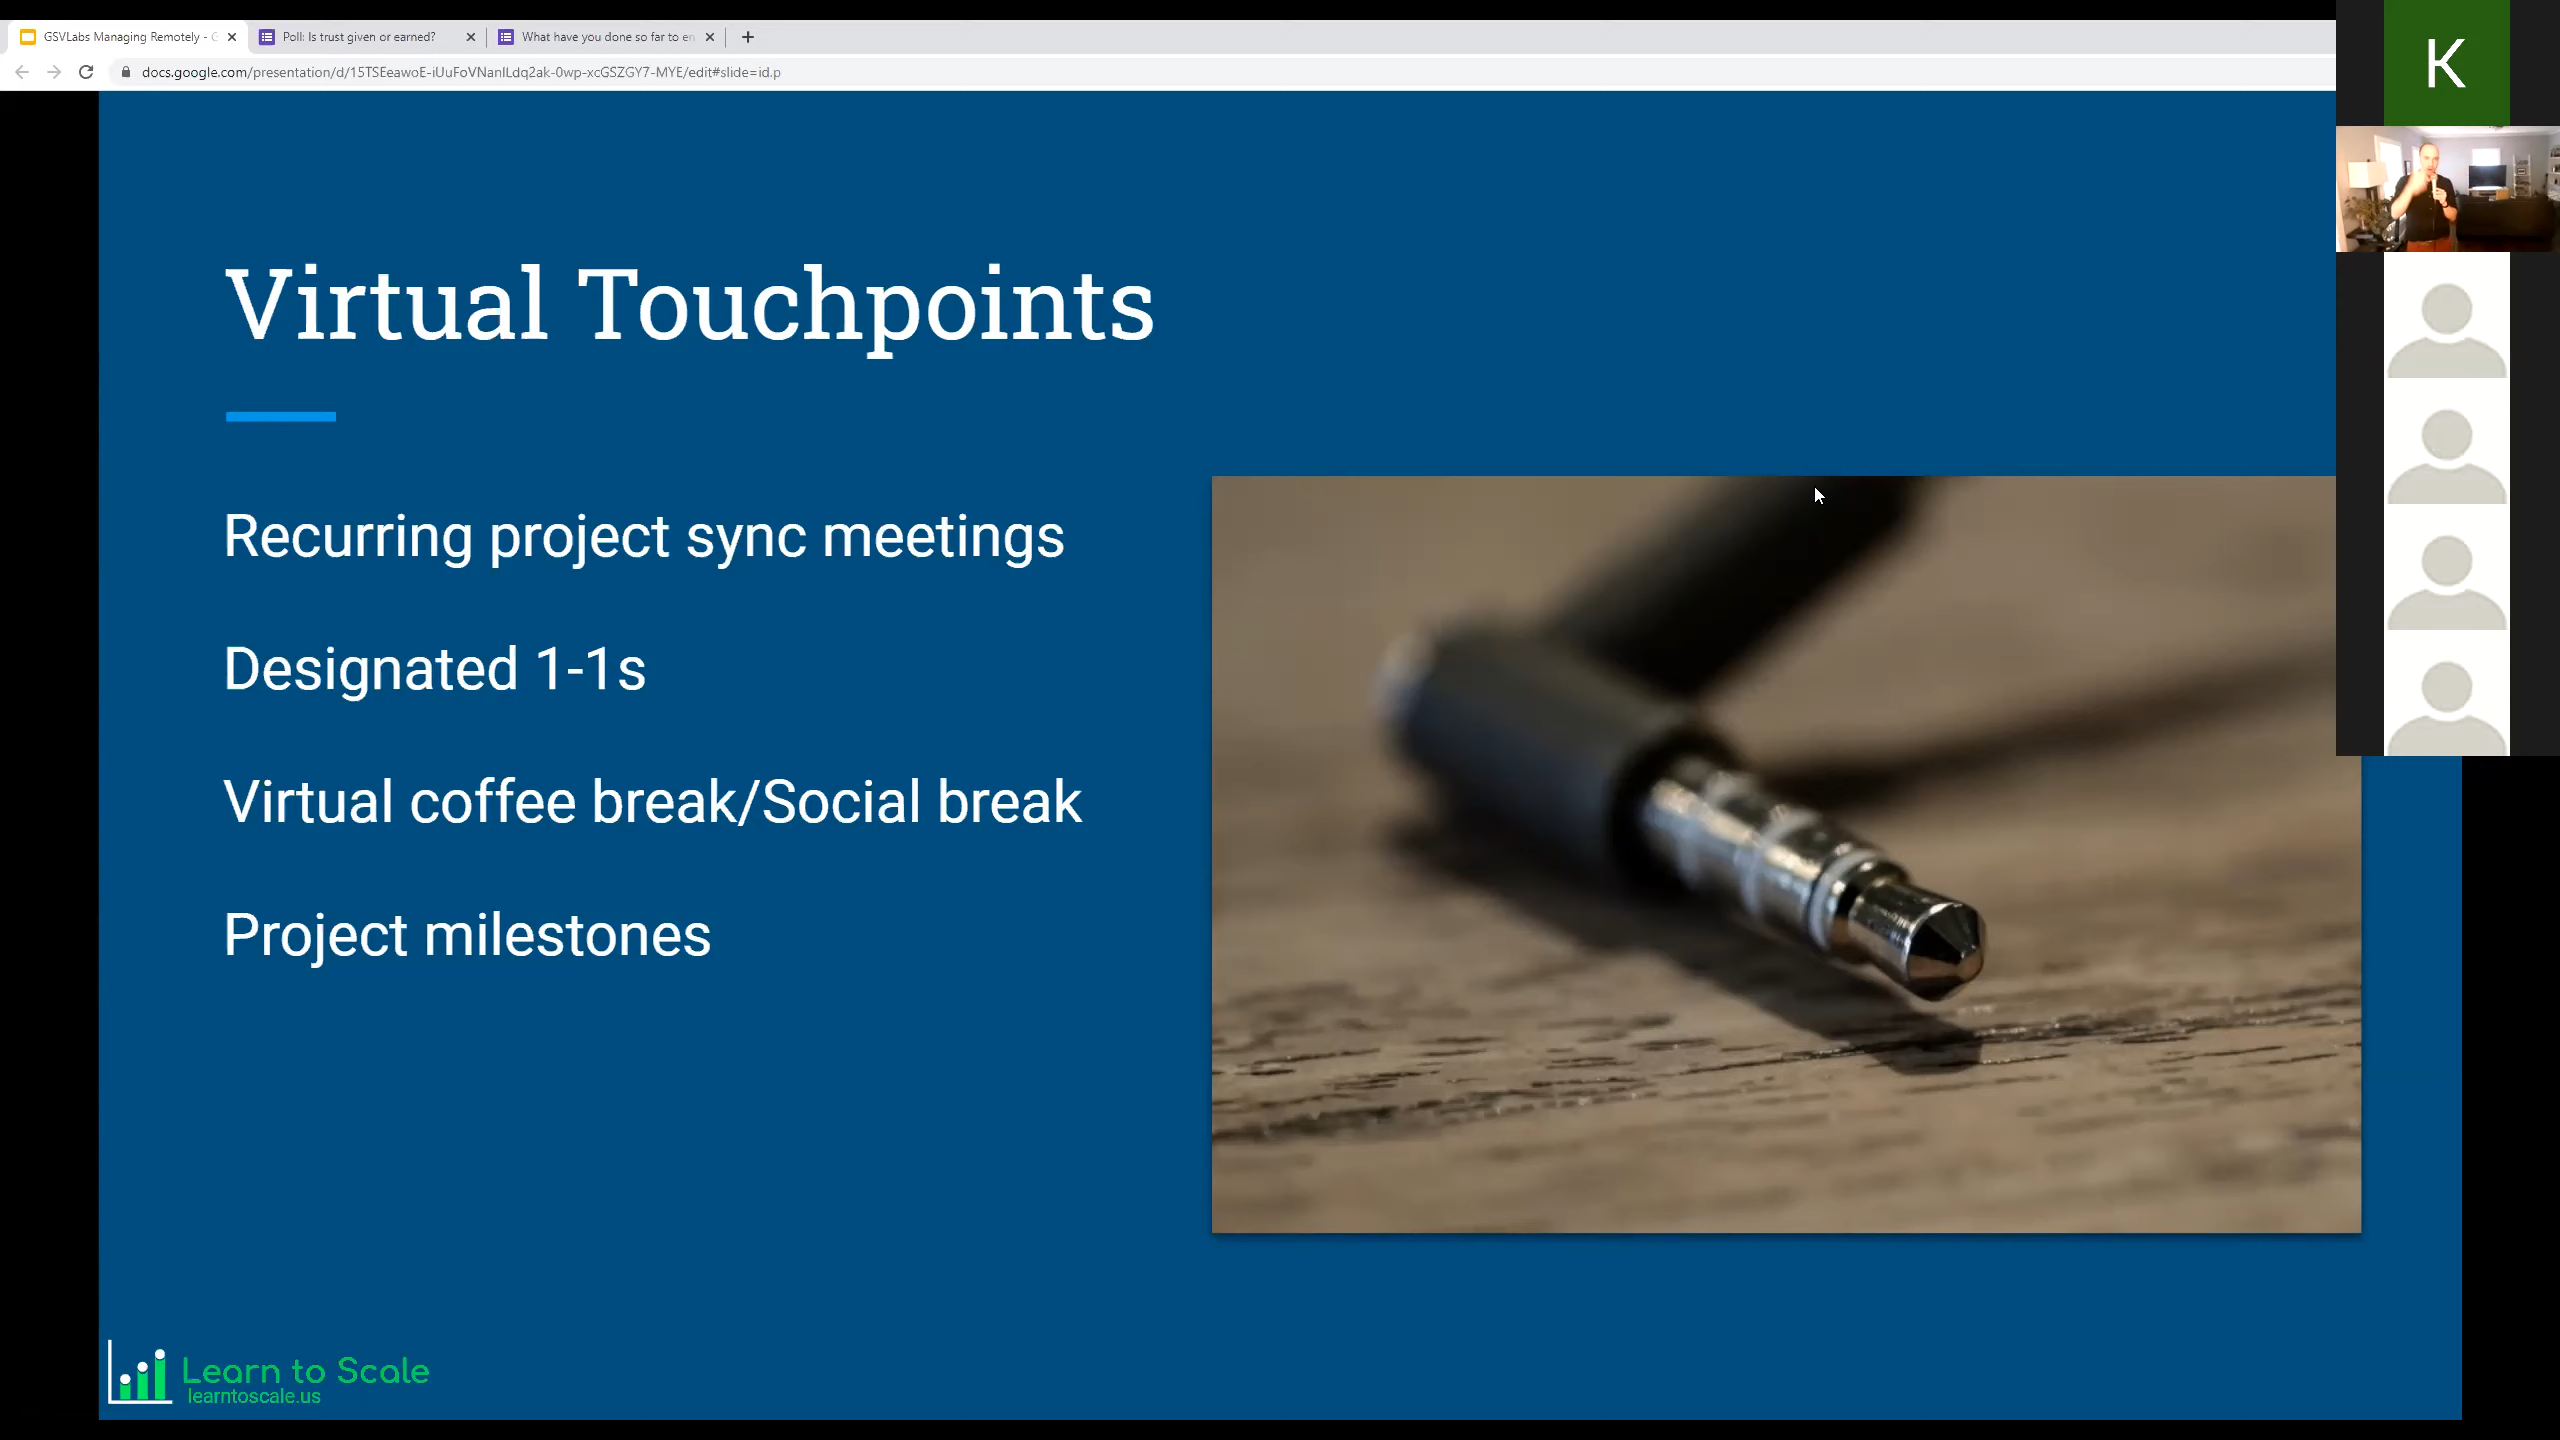 GSVLabs Managing Remotely - G
Poll: Is trust given or earned?
What have you done so far to en
docs.google.com/presentation/d/15TSEeawoE-iUuFoVNanlLdq2ak-0wp-xcGSZGY7-MYE/edit#slide=id.p
K
Virtual Touchpoints
Recurring project sync meetings
Designated 1-1s
Virtual coffee break/Social break
Project milestones
Learn to Scale
learntoscale.us